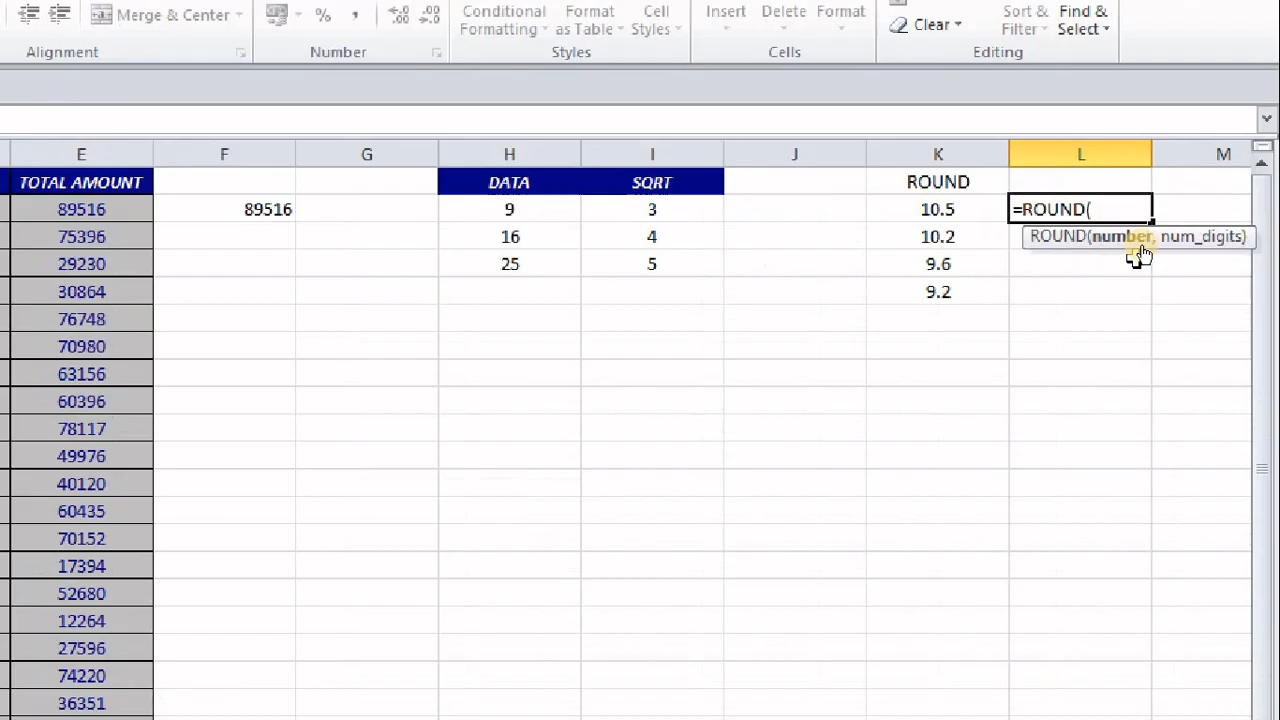 Merge & Center % , .00 Conditional Format Cell Insert Delete Format Clear Sort & Find &
Formatting as Table Styles Filter Select
Alignment Number Styles Cells Editing
E F G H I J K L M
TOTAL AMOUNT DATA SQRT ROUND
89516 89516 9 3 10.5 =ROUND(
75396 16 4 10.2 ROUND(number, num_digits)
29230 25 5 9.6
30864 9.2
76748
70980
63156
60396
78117
49976
40120
60435
70152
17394
52680
12264
27596
74220
36351